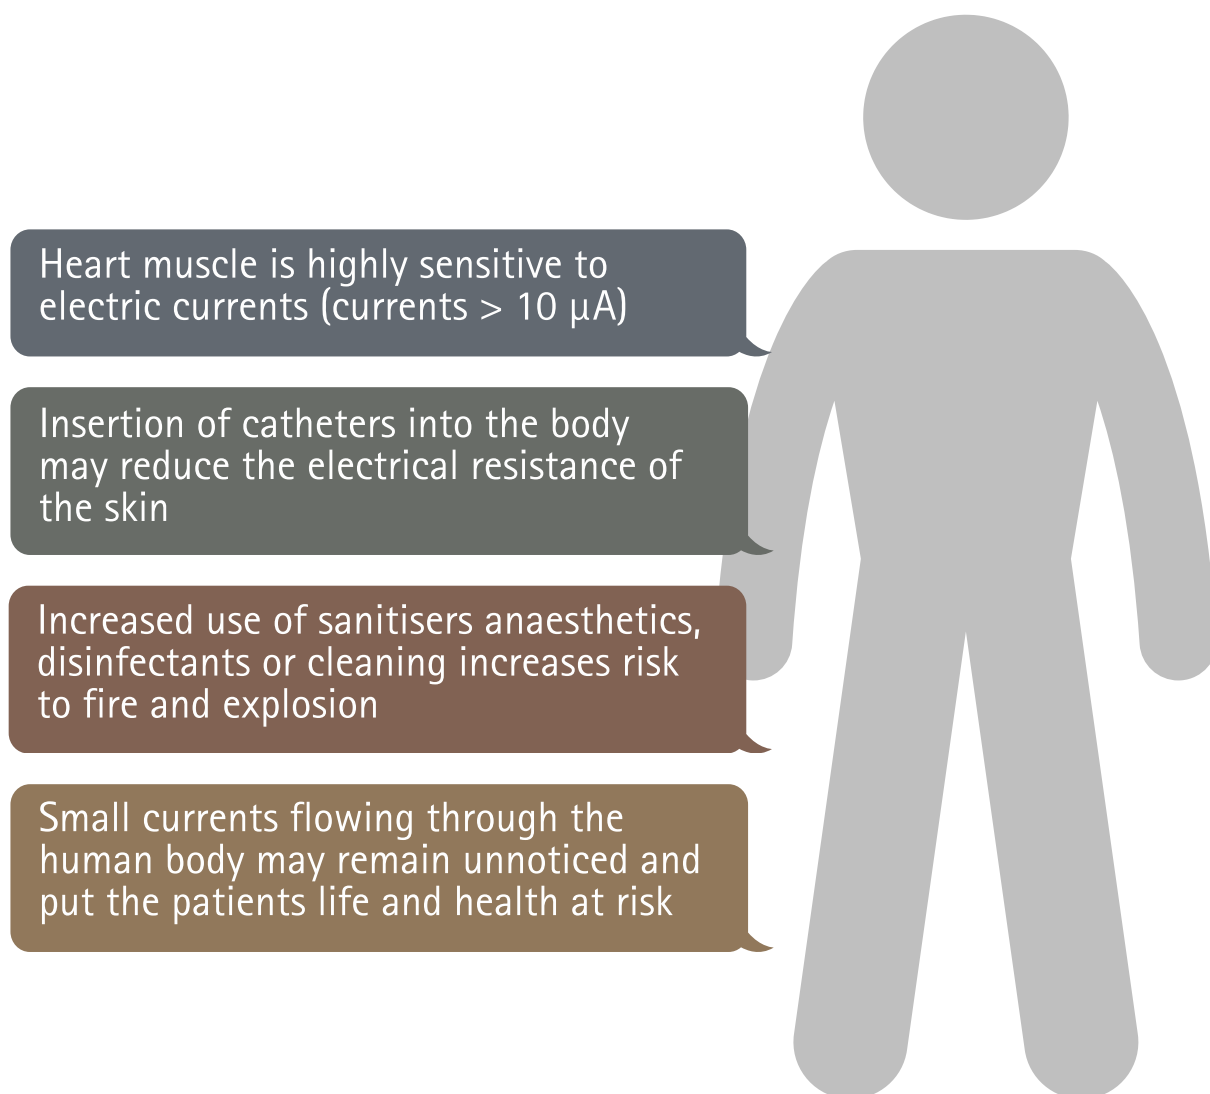 Heart muscle is highly sensitive to
electric currents (currents > 10 µA)
Insertion of catheters into the body
may reduce the electrical resistance of
the skin
Increased use of sanitisers anaesthetics,
disinfectants or cleaning increases risk
to fire and explosion
Small currents flowing through the
human body may remain unnoticed and
put the patients life and health at risk